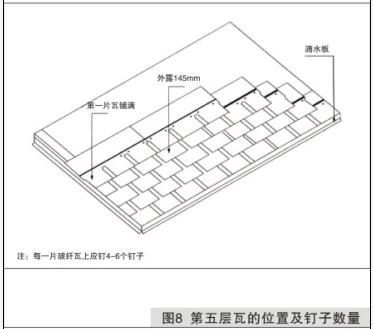 滴水板
外露145mm
第一片瓦铺满
注：每一片玻纤瓦上应钉4-6个钉子
图8 第五层瓦的位置及钉子数量